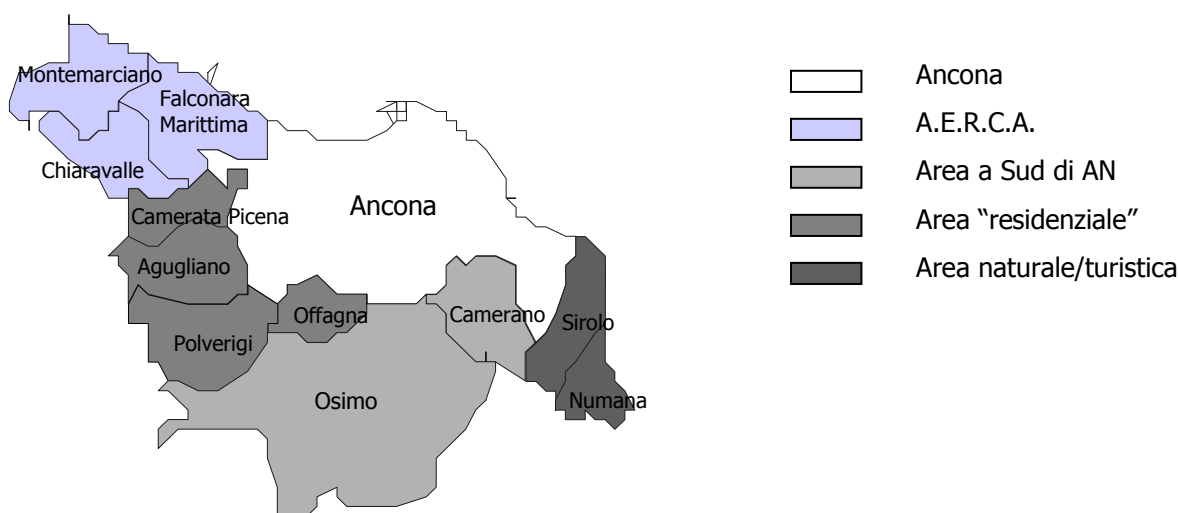 Montemarciano
Falconara
Marittima
Chiaravalle
Camerata Picena
Ancona
Agugliano
Offagna
Camerano
Sirolo
Polverigi
Osimo
Numana
Ancona
A.E.R.C.A.
Area a Sud di AN
Area “residenziale”
Area naturale/turistica